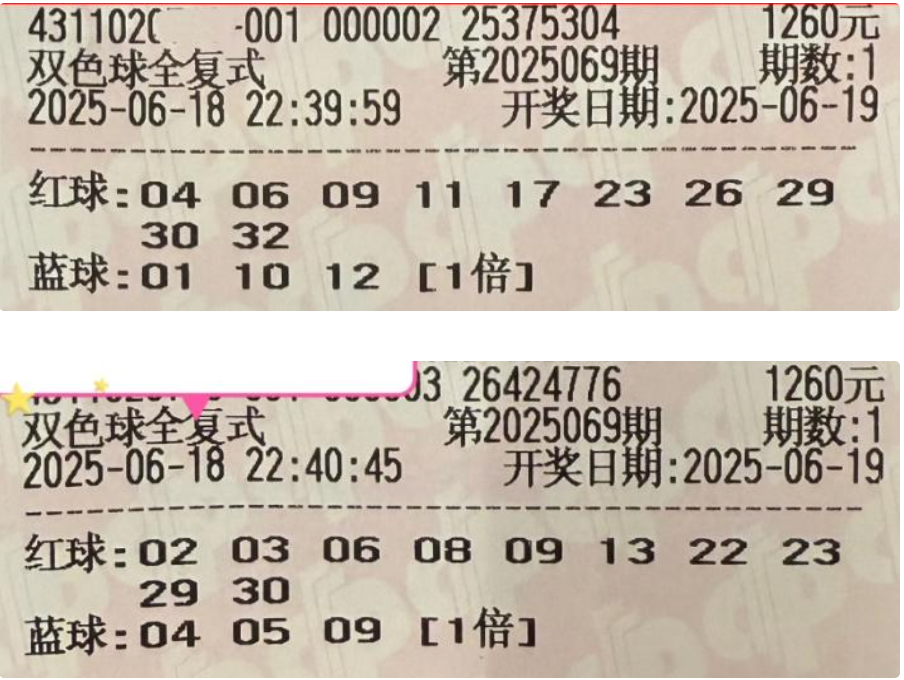 431102 -001 000002 25375304 1260元
双色球全复式 第2025069期 期数:1
2025-06-18 22:39:59 开奖日期:2025-06-19
红球:04 06 09 11 17 23 26 29
30 32
蓝球:01 10 12 [1倍]
26424776 1260元
双色球全复式 第2025069期 期数:1
2025-06-18 22:40:45 开奖日期:2025-06-19
红球:02 03 06 08 09 13 22 23
29 30
蓝球:04 05 09 [1倍]